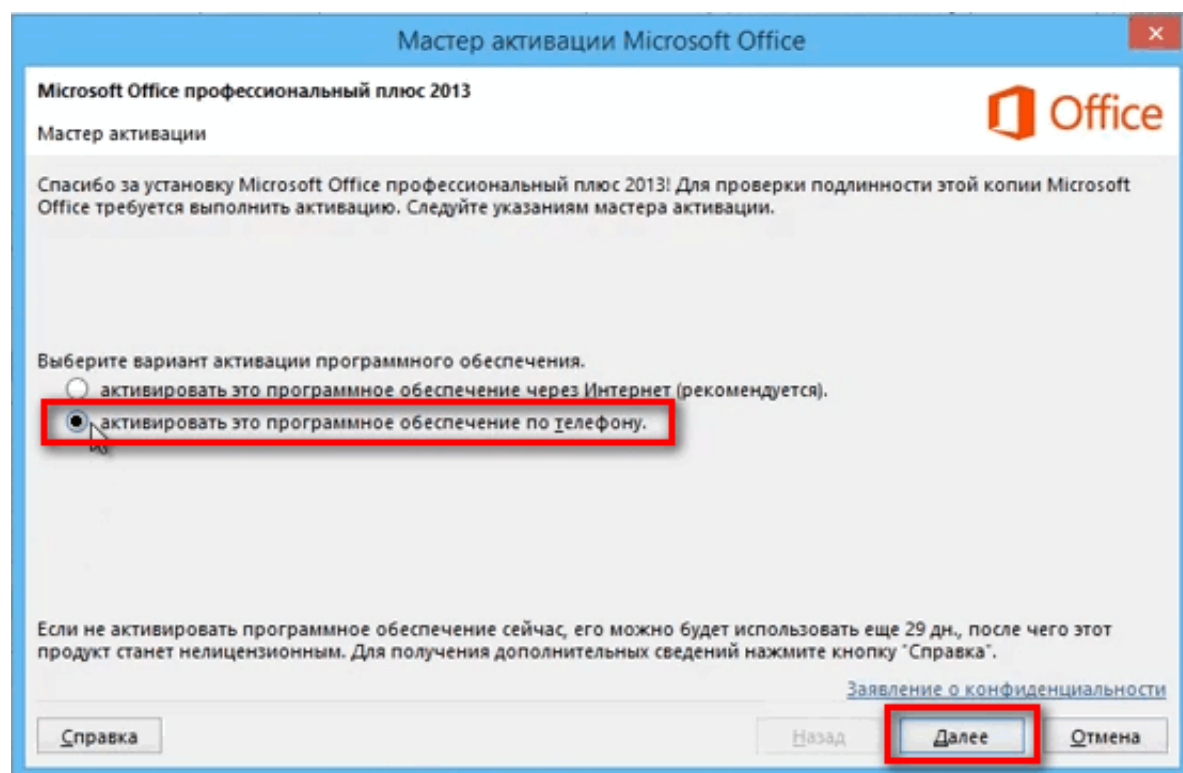 Мастер активации Microsoft Office
Microsoft Office профессиональный плюс 2013
Office
Мастер активации
Спасибо за установку Microsoft Office профессиональный плюс 2013! Для проверки подлинности этой копии Microsoft
Office требуется выполнить активацию. Следуйте указаниям мастера активации.
Выберите вариант активации программного обеспечения.
активировать это программное обеспечение через Интернет (рекомендуется).
активировать это программное обеспечение по телефону.
Если не активировать программное обеспечение сейчас, его можно будет использовать еще 29 дн., после чего этот
продукт станет нелицензионным. Для получения дополнительных сведений нажмите кнопку "Справка".
Заявление о конфиденциальности
Справка
Назад
Далее
Отмена